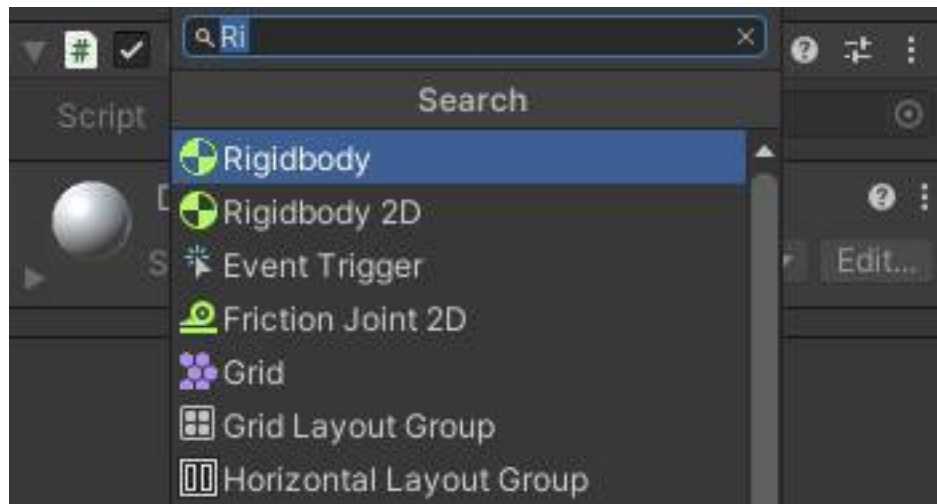 Ri
Search
Script
Rigidbody
Rigidbody 2D
Event Trigger
Edit...
Friction Joint 2D
Grid
Grid Layout Group
Horizontal Layout Group